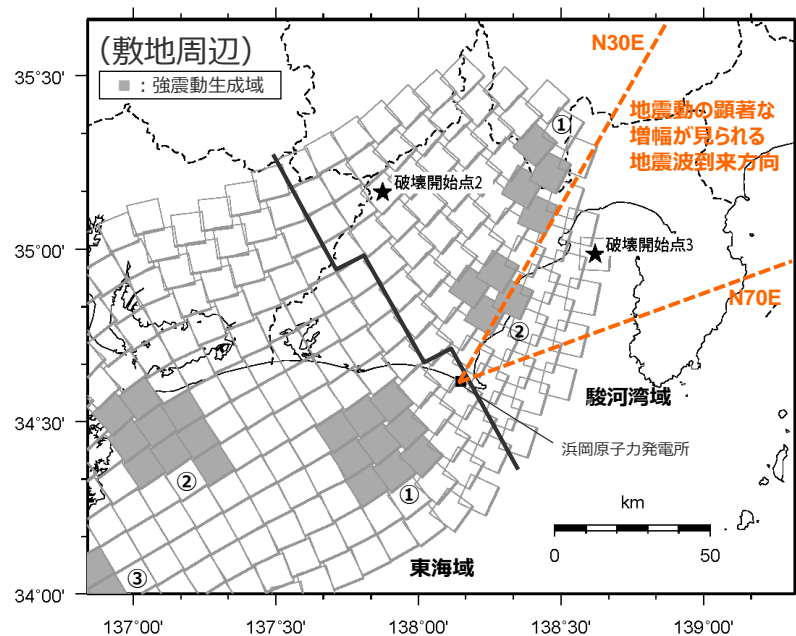 (敷地周辺)
■:強震動生成域
N30E
地震動の顕著な
増幅が見られる
地震波到来方向
①
破壊開始点2
破壊開始点3
N70E
②
駿河湾域
浜岡原子力発電所
②
①
③
東海域
km
0 50
35°30'
35°00'
34°30'
34°00'
137°00' 137°30' 138°00' 138°30' 139°00'